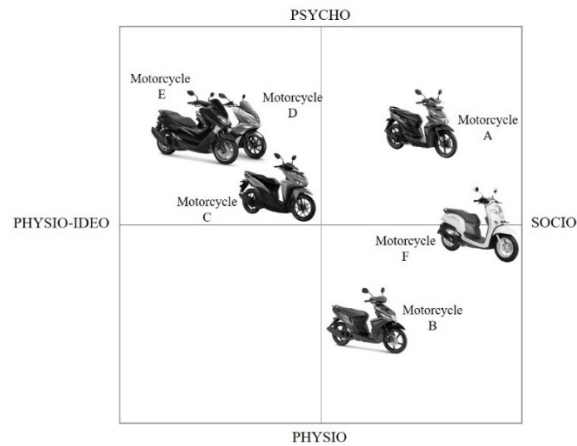 PSYCHO
Motorcycle
E
Motorcycle
D
Motorcycle
A
Motorcycle
C
PHYSIO-IDEO
SOCIO
Motorcycle
F
Motorcycle
B
PHYSIO